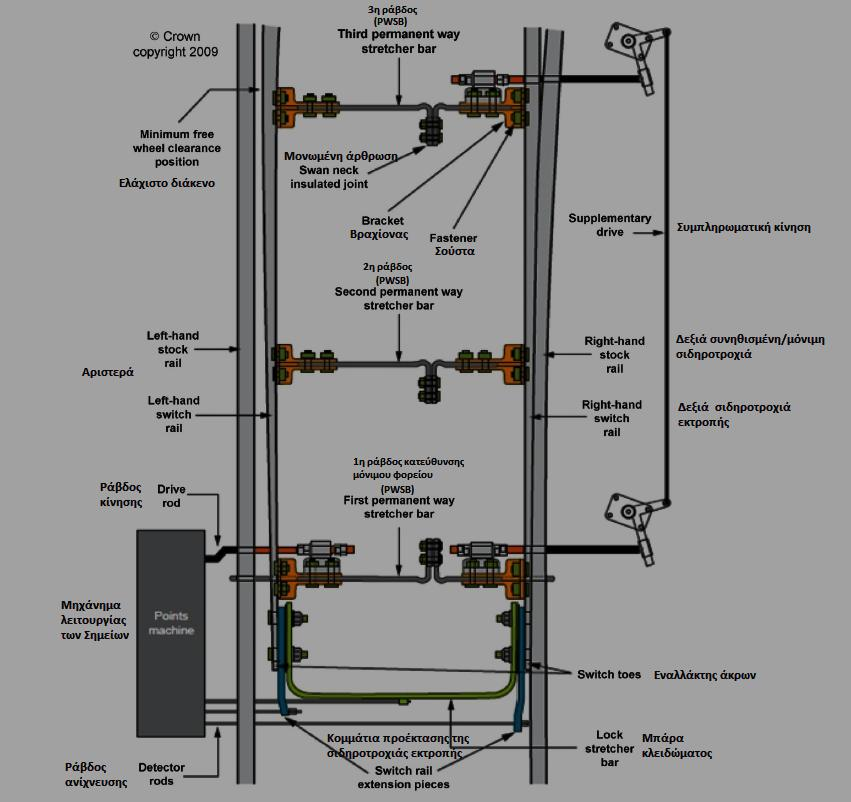 3η ράβδος
(PWSB)
Third permanent way
stretcher bar
© Crown
copyright 2009
Minimum free
wheel clearance
position
Ελάχιστο διάκενο
Μονωμένη άρθρωση
Swan neck
insulated joint
Bracket
Βραχίονας
Fastener
Σούστα
Supplementary
drive
Συμπληρωματική κίνηση
2η ράβδος
(PWSB)
Second permanent way
stretcher bar
Left-hand
stock
rail
Αριστερά
Left-hand
switch
rail
Right-hand
stock
rail
Δεξιά συνηθισμένη/μόνιμη
σιδηροτροχιά
Right-hand
switch
rail
Δεξιά σιδηροτροχιά
εκτροπής
1η ράβδος κατεύθυνσης
μόνιμου φορείου
(PWSB)
First permanent way
stretcher bar
Ράβδος
κίνησης
Drive
rod
Μηχάνημα
λειτουργίας
των Σημείων
Points
machine
Switch toes
Εναλλάκτης άκρων
Κομμάτια προέκτασης της
σιδηροτροχιάς εκτροπής
Switch rail
extension pieces
Lock
stretcher
bar
Μπάρα
κλειδώματος
Ράβδος
ανίχνευσης
Detector
rods